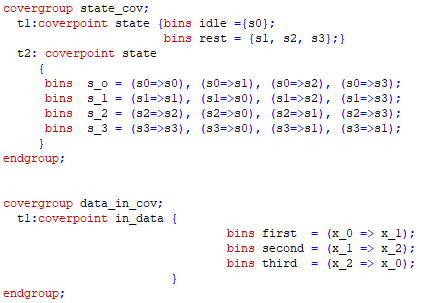 covergroup state_cov;
t1:coverpoint state {bins idle ={s0};
bins rest = {s1, s2, s3};}
t2: coverpoint state
{
bins s_o = (s0=>s0), (s0=>s1), (s0=>s2), (s0=>s3);
bins s_1 = (s1=>s1), (s1=>s0), (s1=>s2), (s1=>s3);
bins s_2 = (s2=>s2), (s2=>s0), (s2=>s1), (s2=>s3);
bins s_3 = (s3=>s3), (s3=>s0), (s3=>s1), (s3=>s1);
}
endgroup;
covergroup data_in_cov;
t1:coverpoint in_data {
bins first = (x_0 => x_1);
bins second = (x_1 => x_2);
bins third = (x_2 => x_0);
}
endgroup;